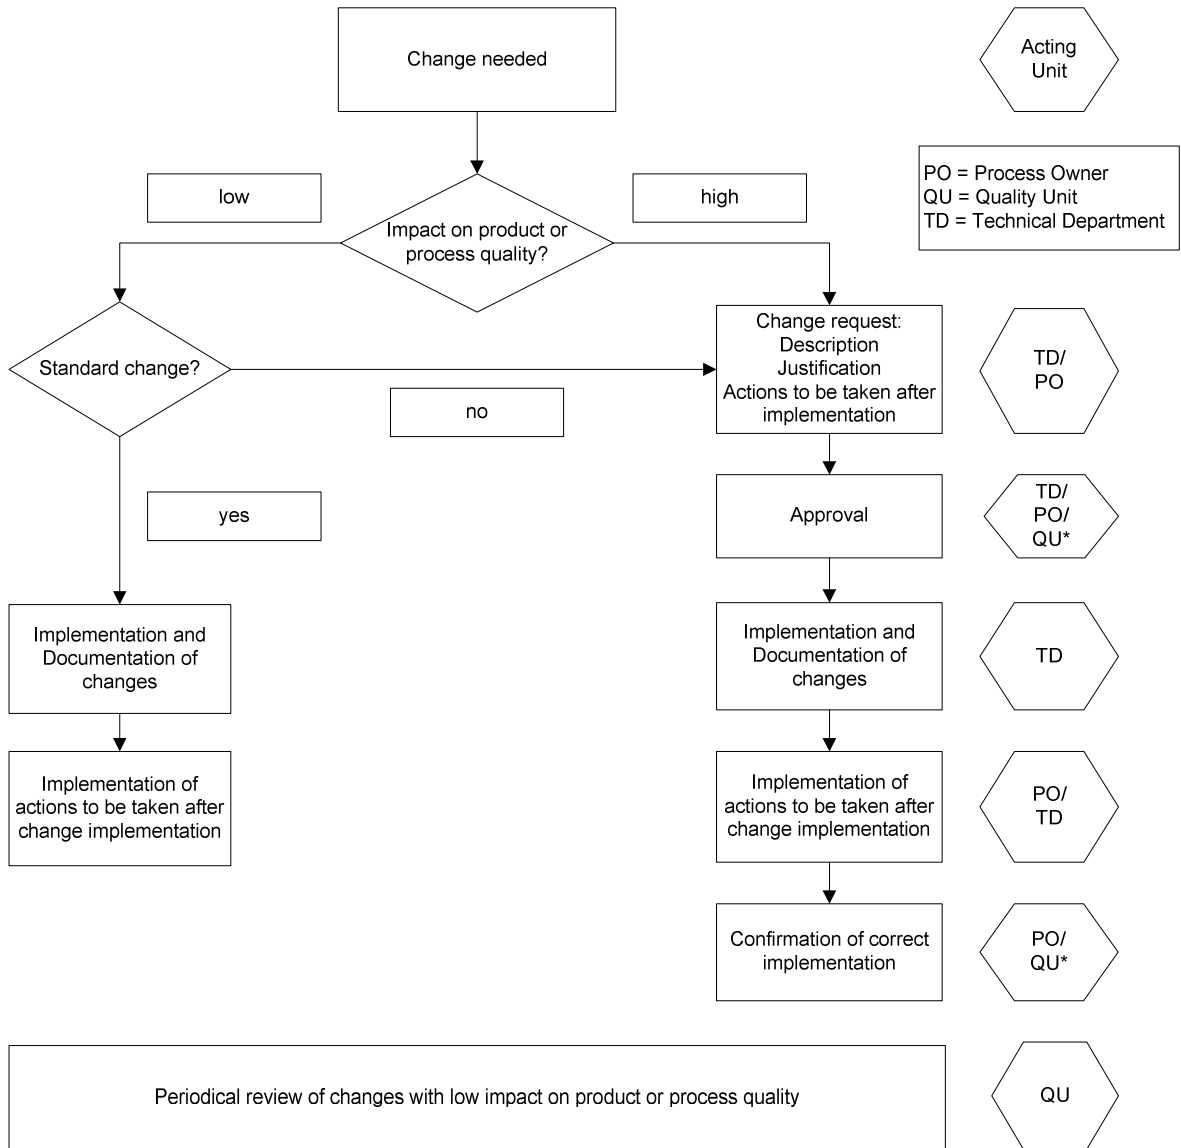 Change needed
Acting
Unit
PO = Process Owner
QU = Quality Unit
TD = Technical Department
low
high
Impact on product or
process quality?
Standard change?
no
Change request:
Description
Justification
Actions to be taken after
implementation
TD/
PO
yes
Approval
TD/
PO/
QU*
Implementation and
Documentation of
changes
Implementation and
Documentation of
changes
TD
Implementation of
actions to be taken after
change implementation
Implementation of
actions to be taken after
change implementation
PO/
TD
Confirmation of correct
implementation
PO/
QU*
Periodical review of changes with low impact on product or process quality
QU